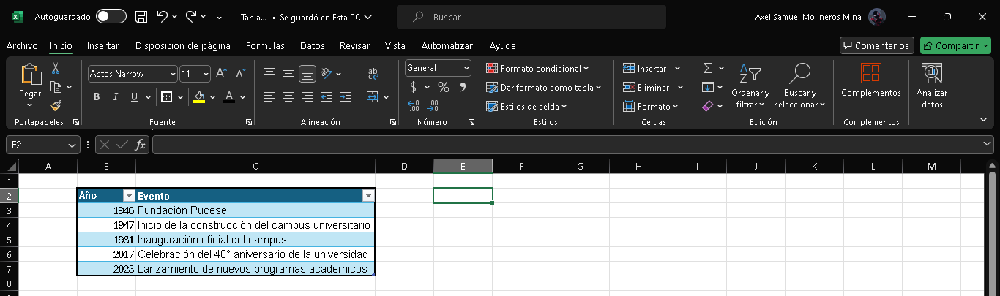 Autoguardado Tabla... • Se guardó en Esta PC Buscar Axel Samuel Molineros Mina
Archivo Inicio Insertar Disposición de página Fórmulas Datos Revisar Vista Automatizar Ayuda Comentarios Compartir
Pegar
Portapapeles
Aptos Narrow 11
N I S A A A
Fuente
ab
Alineación
General
$ % 9
Número
Formato condicional
Dar formato como tabla
Estilos de celda
Estilos
Insertar
Eliminar
Formato
Celdas
Ordenar y filtrar
Buscar y seleccionar
Edición
Complementos
Complementos
Analizar datos
E2 fx
A B C D E F G H I J K L M
1
2 Año Evento
3 1946 Fundación Pucese
4 1947 Inicio de la construcción del campus universitario
5 1981 Inauguración oficial del campus
6 2017 Celebración del 40° aniversario de la universidad
7 2023 Lanzamiento de nuevos programas académicos
8